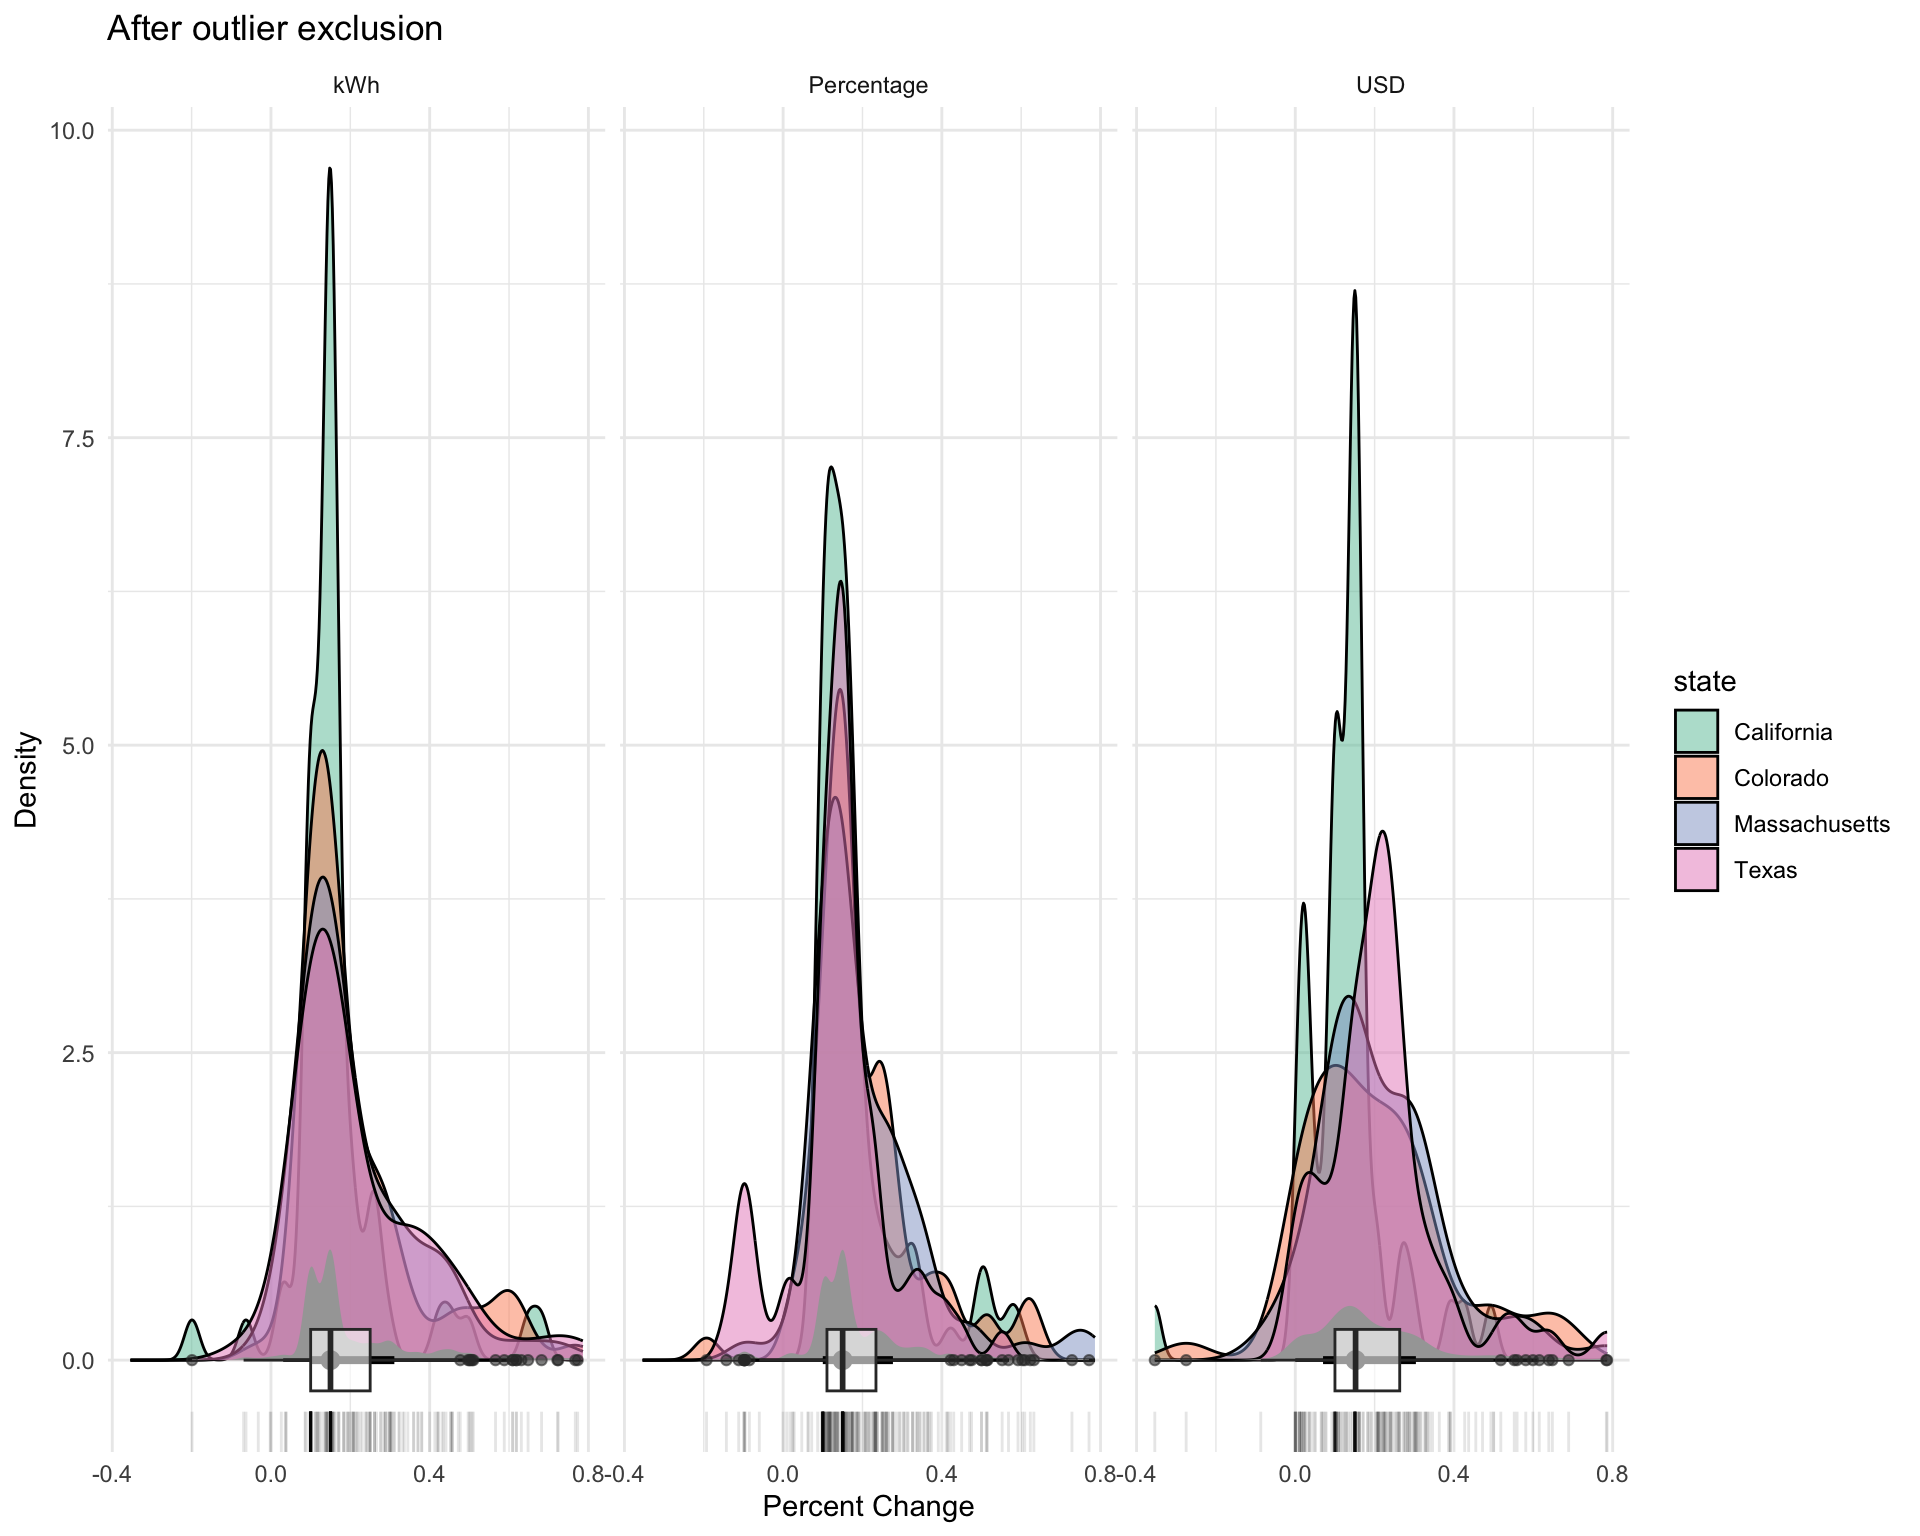 After outlier exclusion
kWh
Percentage
USD
10.0
7.5
5.0
2.5
0.0
Density
-0.4
0.0
0.4
0.8
-0.4
0.0
0.4
0.8
-0.4
0.0
0.4
0.8
Percent Change
state
California
Colorado
Massachusetts
Texas